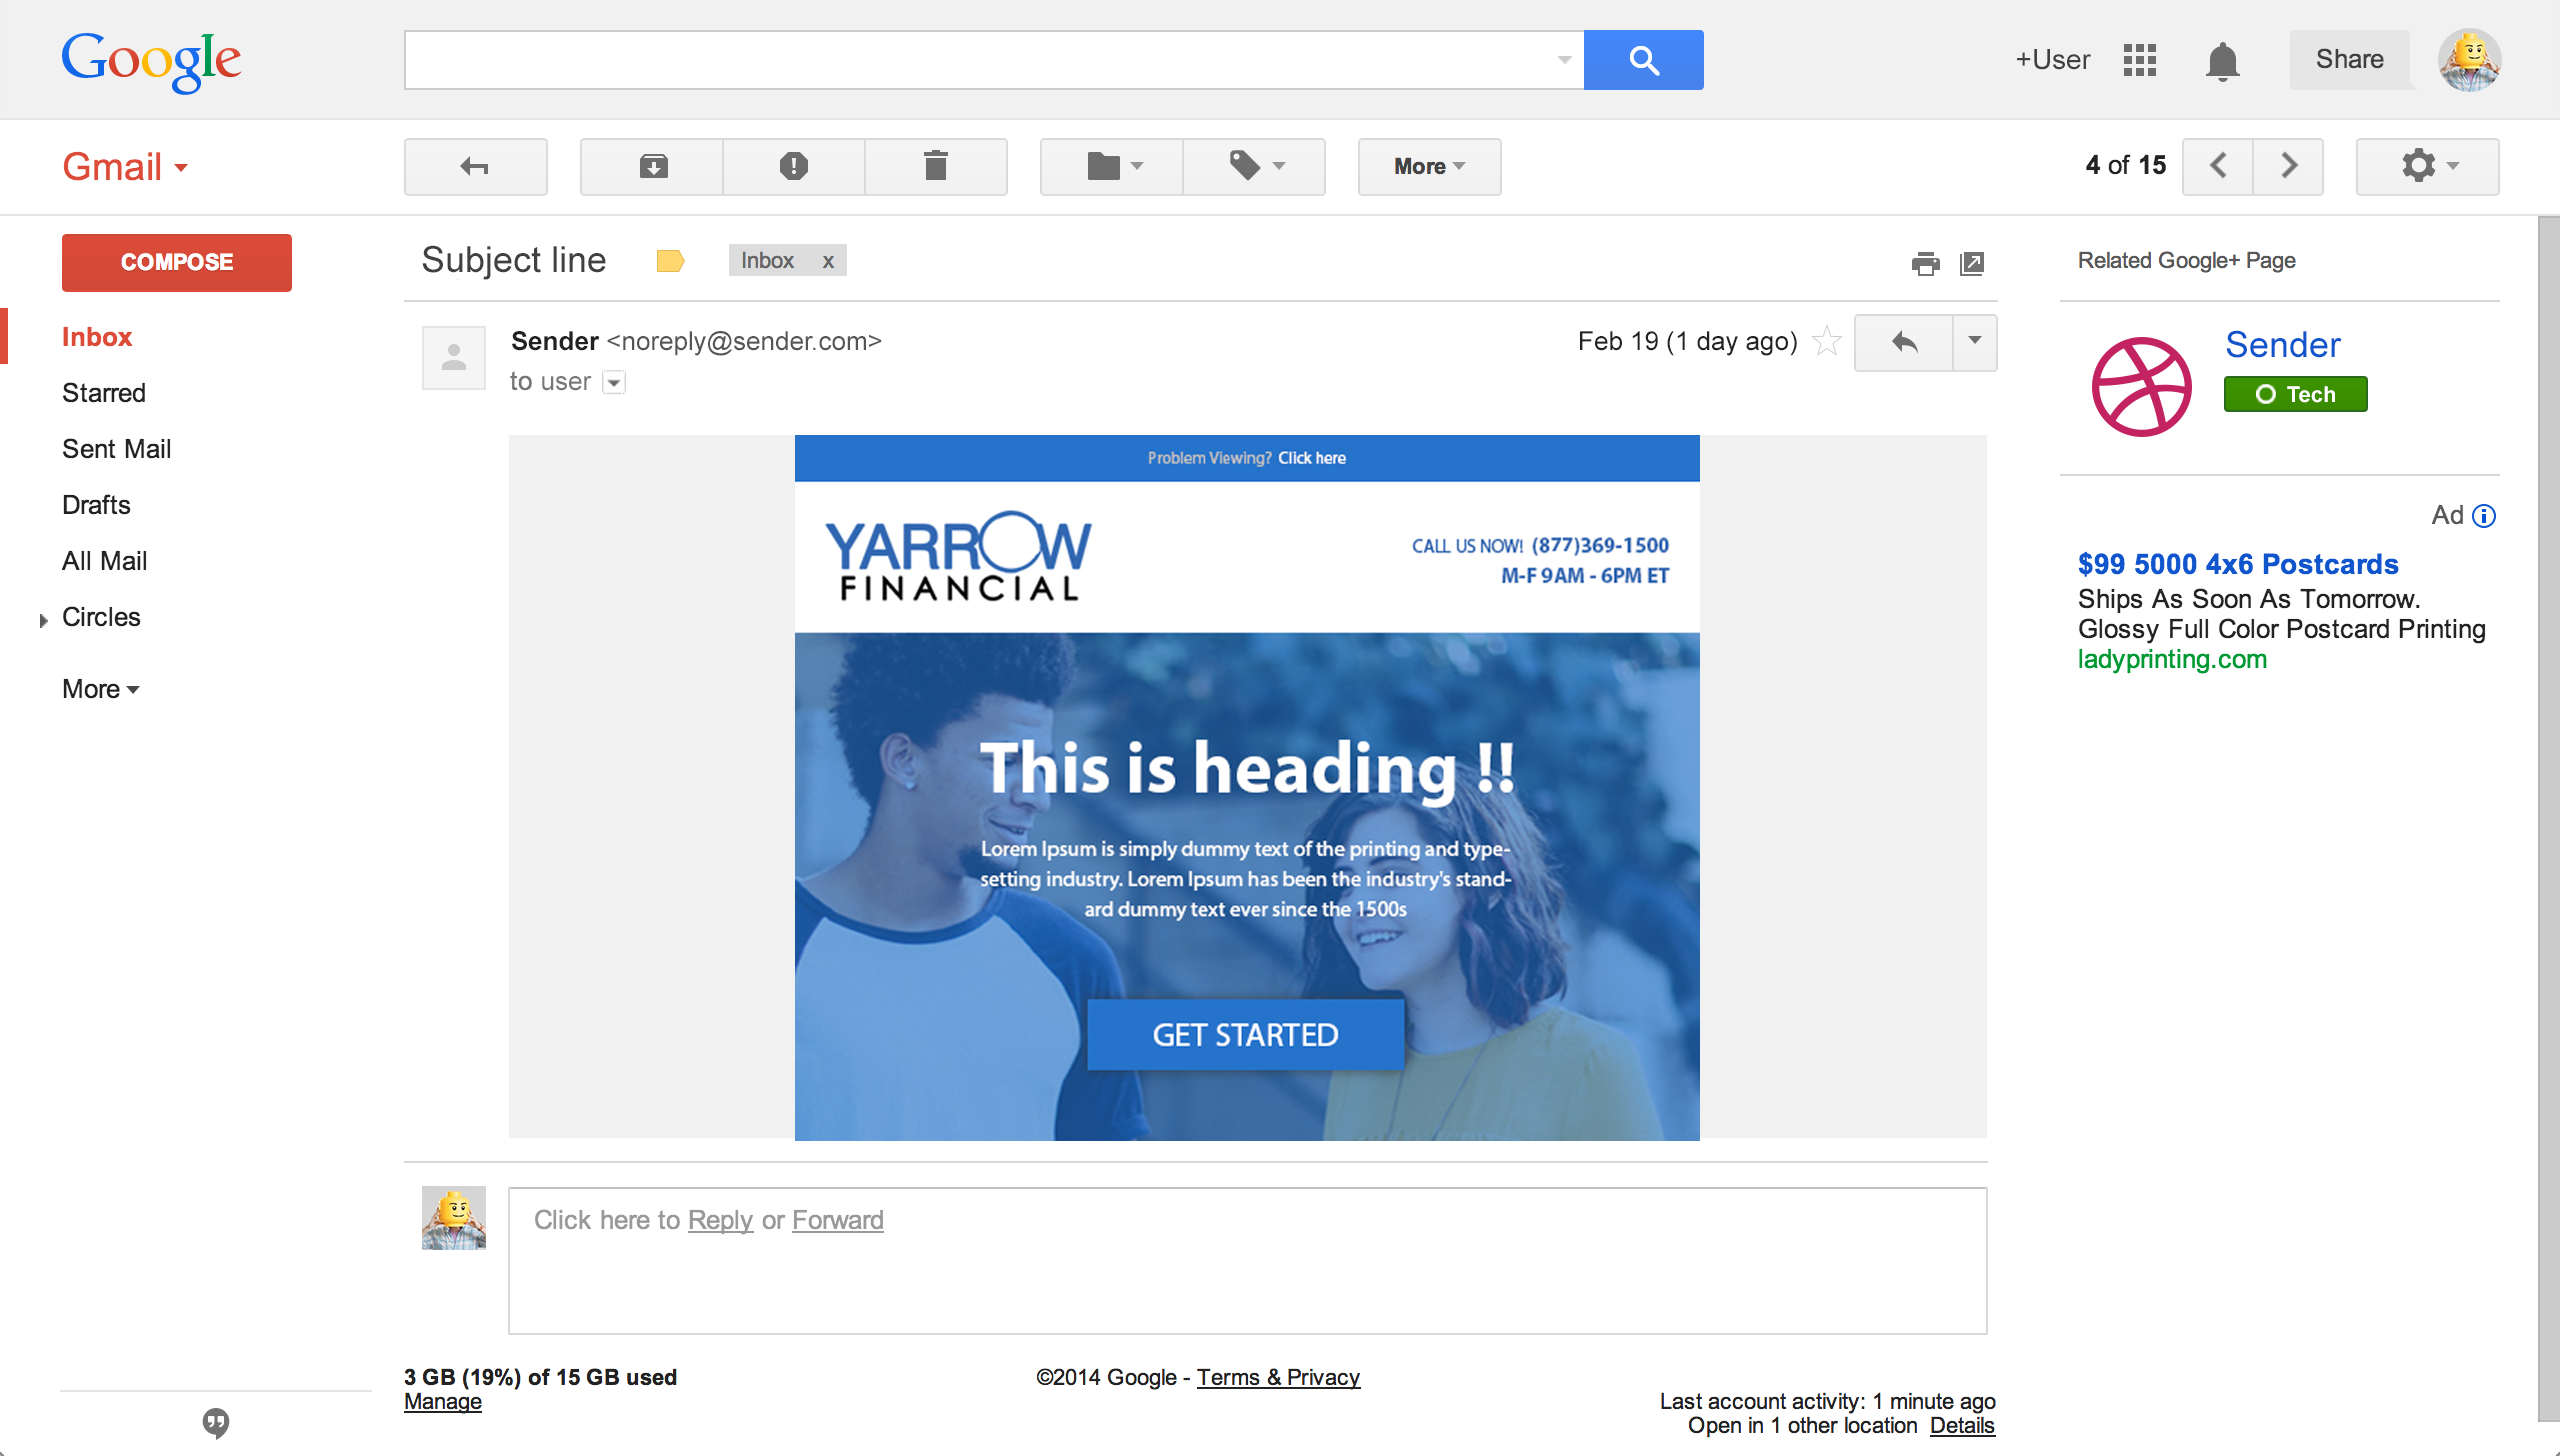 Google
+User
Share
Gmail
More
4 of 15
COMPOSE
Inbox
Starred
Sent Mail
Drafts
All Mail
Circles
More
Subject line
Inbox x
Sender <noreply@sender.com>
to user
Feb 19 (1 day ago)
Problem Viewing? Click here
YARROW
FINANCIAL
CALL US NOW! (877)369-1500
M-F 9AM - 6PM ET
This is heading !!
Lorem Ipsum is simply dummy text of the printing and type-
setting industry. Lorem Ipsum has been the industry's stand-
ard dummy text ever since the 1500s
GET STARTED
Click here to Reply or Forward
Related Google+ Page
Sender
Tech
Ad
$99 5000 4x6 Postcards
Ships As Soon As Tomorrow.
Glossy Full Color Postcard Printing
ladyprinting.com
3 GB (19%) of 15 GB used
Manage
©2014 Google - Terms & Privacy
Last account activity: 1 minute ago
Open in 1 other location Details